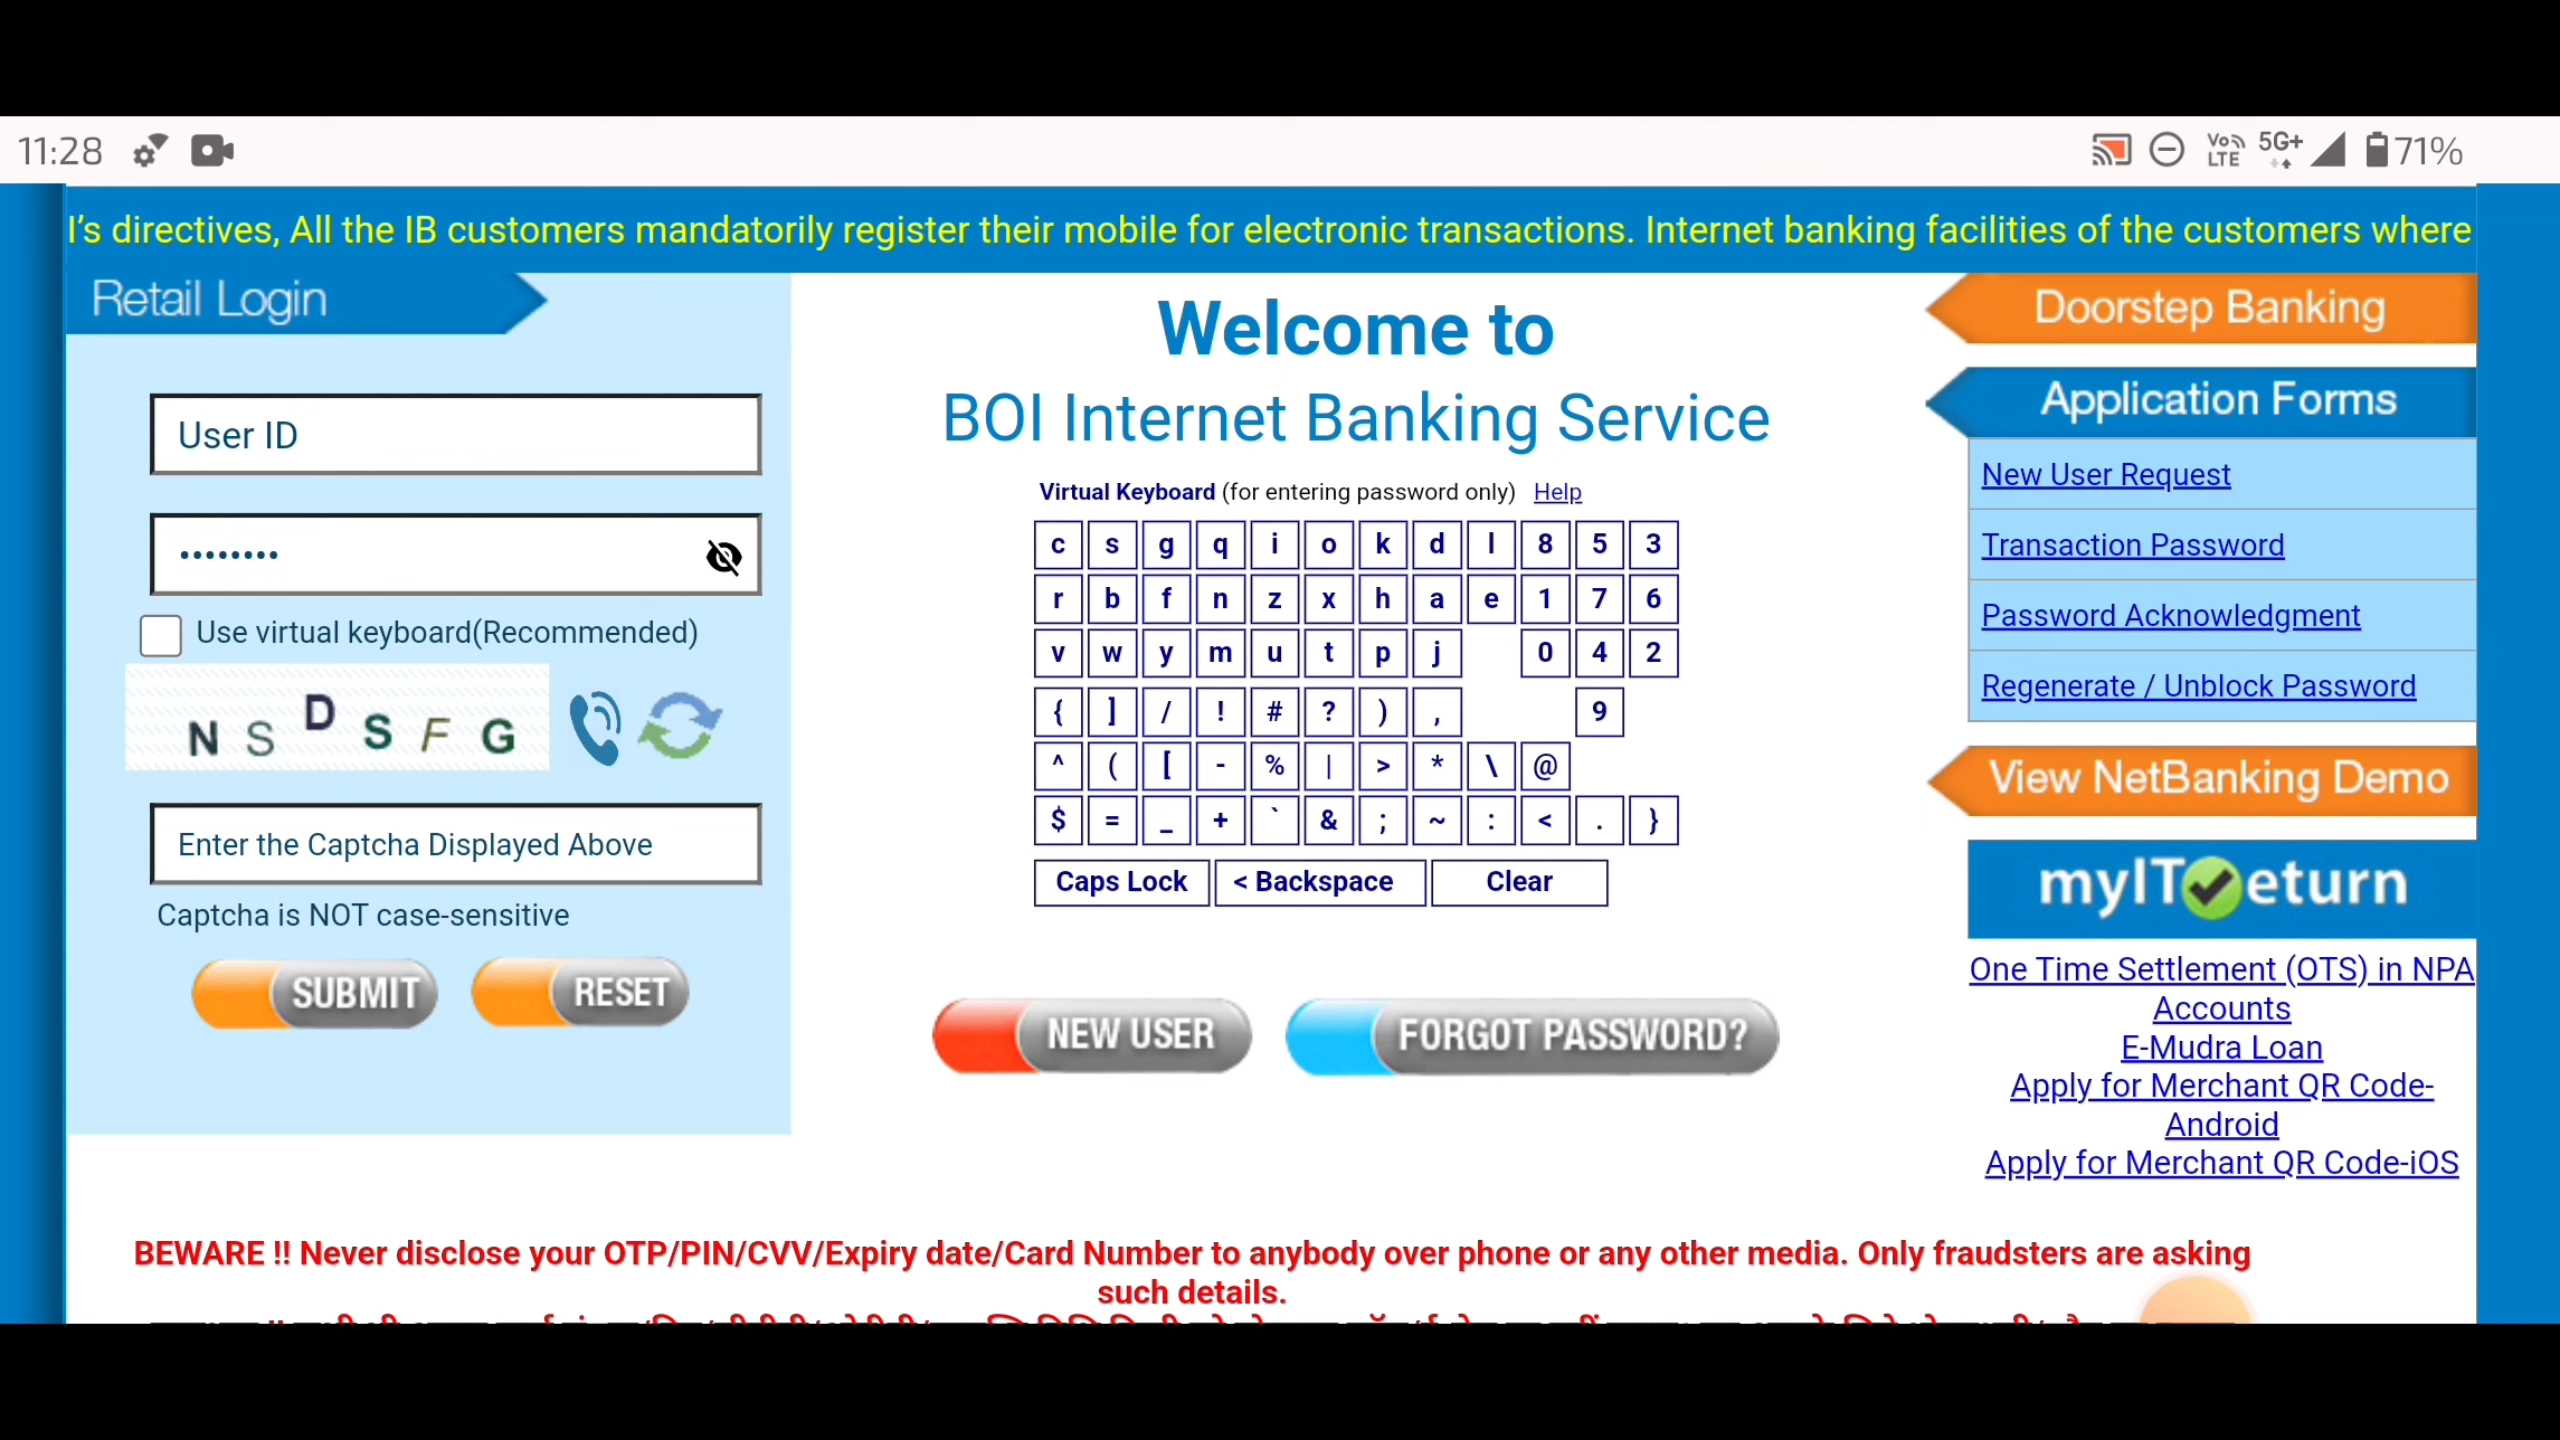 11:28
Vo LTE 5G+ 71%
I's directives, All the IB customers mandatorily register their mobile for electronic transactions. Internet banking facilities of the customers where
Retail Login
User ID
••••••••
Use virtual keyboard(Recommended)
N S D S F G
Enter the Captcha Displayed Above
Captcha is NOT case-sensitive
SUBMIT RESET
Welcome to
BOI Internet Banking Service
Virtual Keyboard (for entering password only) Help
c s g q i o k d l 8 5 3
r b f n z x h a e 1 7 6
v w y m u t p j 0 4 2
{ ] / ! # ? ) , 9
^ ( [ - % | > * \ @
$ = _ + ` & ; ~ : < . }
Caps Lock < Backspace Clear
NEW USER FORGOT PASSWORD?
Doorstep Banking
Application Forms
New User Request
Transaction Password
Password Acknowledgment
Regenerate / Unblock Password
View NetBanking Demo
myITReturn
One Time Settlement (OTS) in NPA
Accounts
E-Mudra Loan
Apply for Merchant QR Code-
Android
Apply for Merchant QR Code-iOS
BEWARE !! Never disclose your OTP/PIN/CVV/Expiry date/Card Number to anybody over phone or any other media. Only fraudsters are asking
such details.